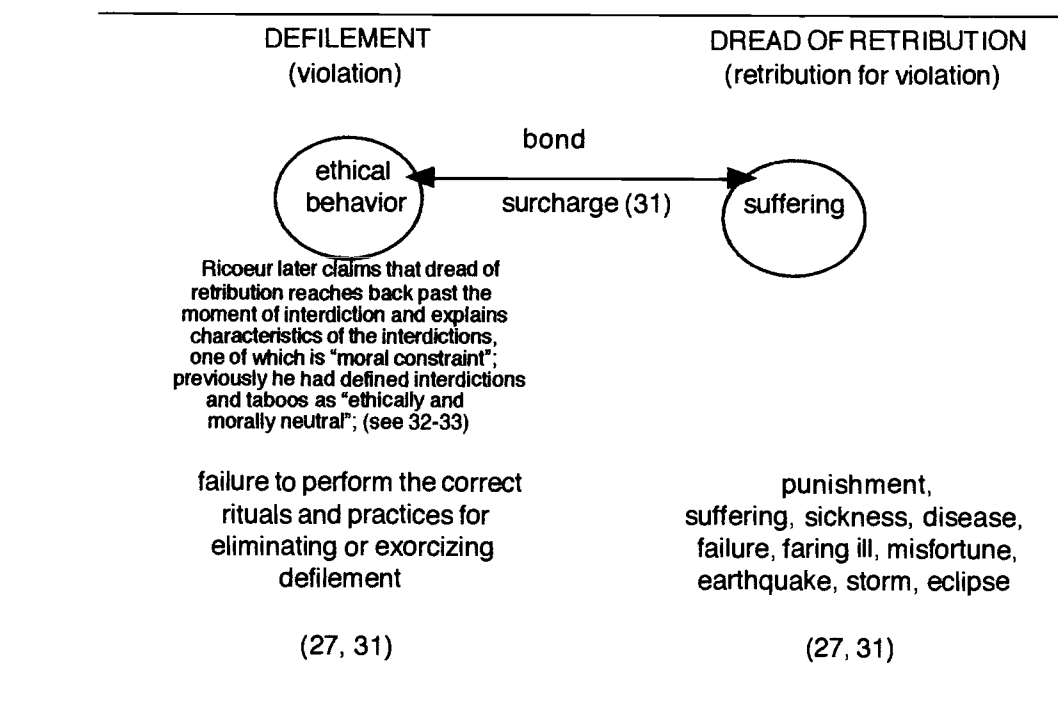 DEFILEMENT
(violation)
DREAD OF RETRIBUTION
(retribution for violation)
bond
ethical
behavior
surcharge (31)
suffering
Ricoeur later claims that dread of
retribution reaches back past the
moment of interdiction and explains
characteristics of the interdictions,
one of which is “moral constraint”;
previously he had defined interdictions
and taboos as “ethically and
morally neutral”; (see 32-33)
failure to perform the correct
rituals and practices for
eliminating or exorcizing
defilement
(27, 31)
punishment,
suffering, sickness, disease,
failure, faring ill, misfortune,
earthquake, storm, eclipse
(27, 31)